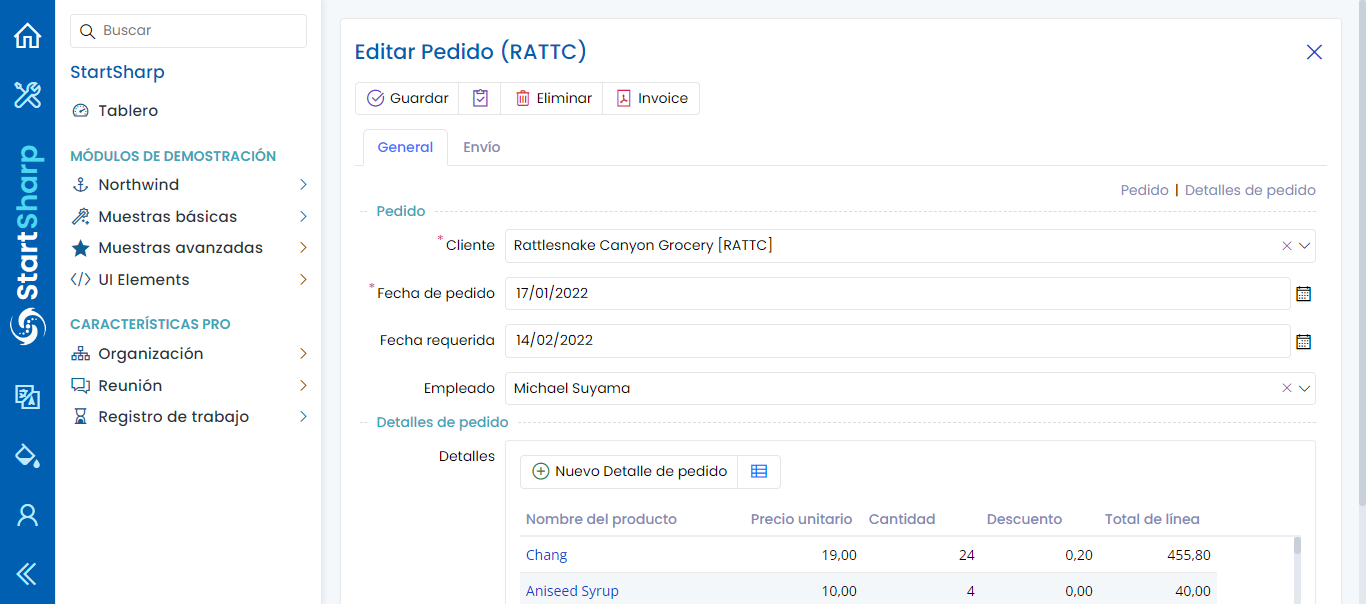 Buscar
StartSharp
Tablero
MÓDULOS DE DEMOSTRACIÓN
Northwind
Muestras básicas
Muestras avanzadas
UI Elements
CARACTERÍSTICAS PRO
Organización
Reunión
Registro de trabajo
StartSharp
Editar Pedido (RATTC)
Guardar Eliminar Invoice
General Envío
Pedido | Detalles de pedido
Pedido
* Cliente Rattlesnake Canyon Grocery [RATTC]
* Fecha de pedido 17/01/2022
Fecha requerida 14/02/2022
Empleado Michael Suyama
Detalles de pedido
Detalles
Nuevo Detalle de pedido
Nombre del producto Precio unitario Cantidad Descuento Total de línea
Chang 19,00 24 0,20 455,80
Aniseed Syrup 10,00 4 0,00 40,00